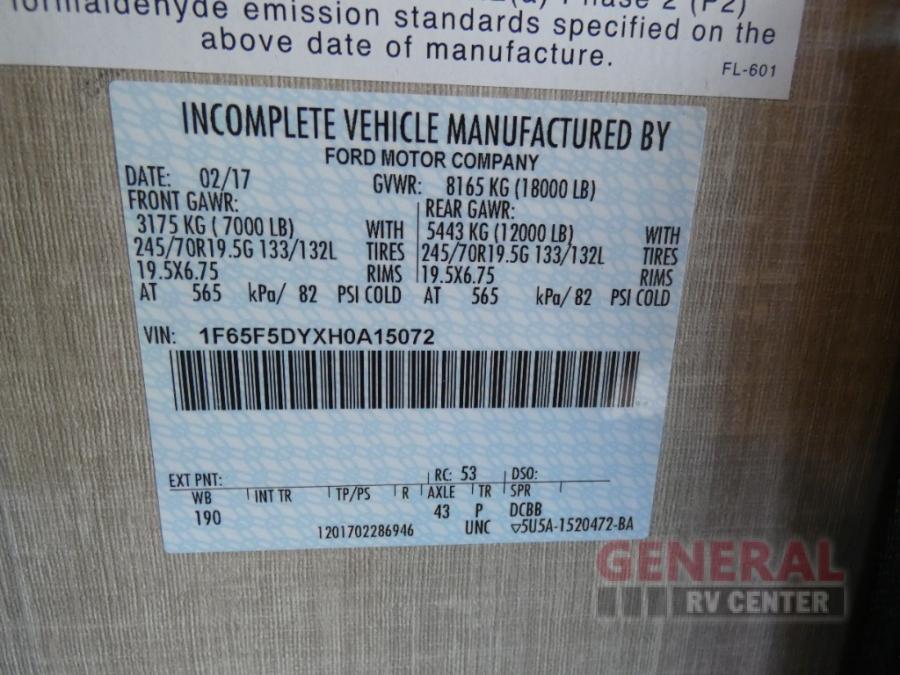 emission standards specified on the
above date of manufacture.
FL-601
INCOMPLETE VEHICLE MANUFACTURED BY
FORD MOTOR COMPANY
DATE: 02/17 GVWR: 8165 KG (18000 LB)
FRONT GAWR: REAR GAWR:
3175 KG ( 7000 LB) WITH 5443 KG (12000 LB) WITH
245/70R19.5G 133/132L TIRES 245/70R19.5G 133/132L TIRES
19.5X6.75 RIMS 19.5X6.75 RIMS
AT 565 kPa/ 82 PSI COLD AT 565 kPa/ 82 PSI COLD
VIN: 1F65F5DYXH0A15072
EXT PNT: RC: 53 DSO:
WB INT TR TP/PS R AXLE TR SPR
190 43 P DCBB
1201702286946 UNC ▽5U5A-1520472-BA
GENERAL
RV CENTER